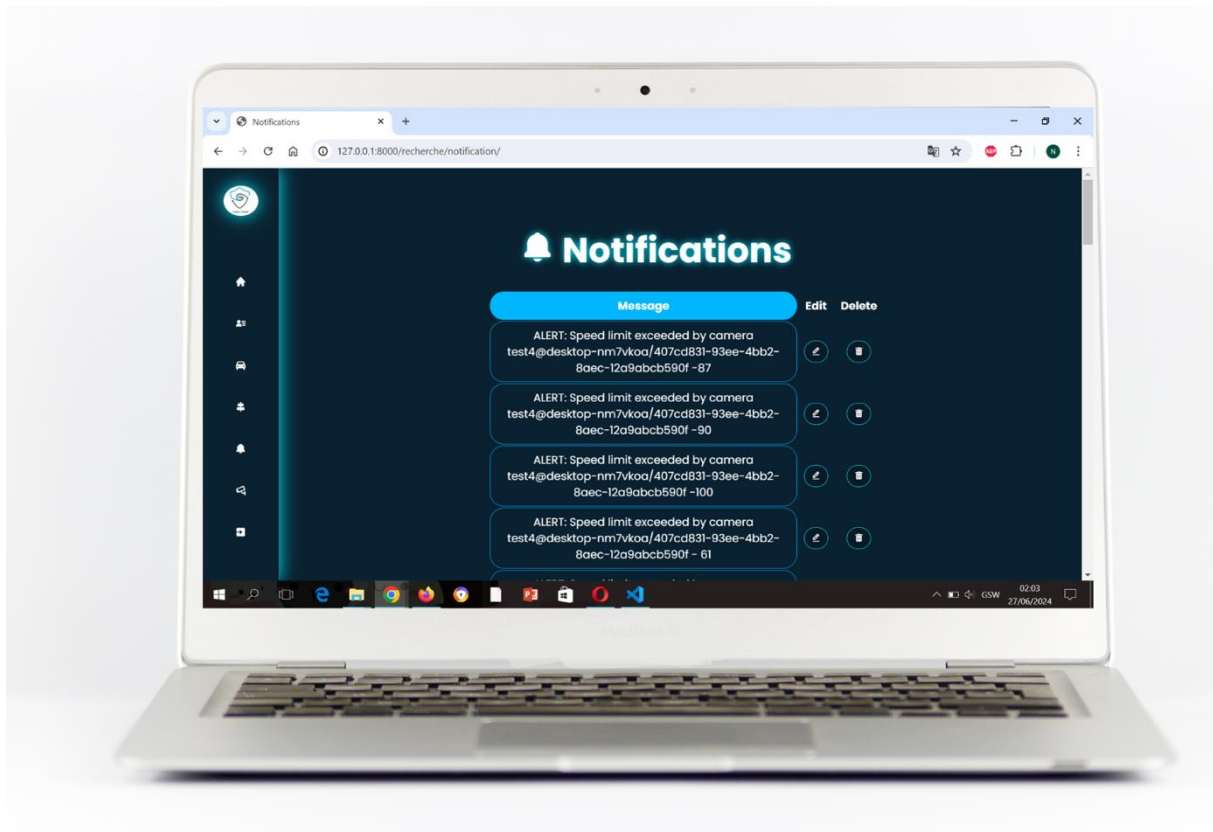 Notifications
127.0.0.1:8000/recherche/notification/
ABP
N
Notifications
Message Edit Delete
ALERT: Speed limit exceeded by camera
test4@desktop-nm7vkoa/407cd831-93ee-4bb2-
8aec-12a9abcb590f -87
ALERT: Speed limit exceeded by camera
test4@desktop-nm7vkoa/407cd831-93ee-4bb2-
8aec-12a9abcb590f -90
ALERT: Speed limit exceeded by camera
test4@desktop-nm7vkoa/407cd831-93ee-4bb2-
8aec-12a9abcb590f -100
ALERT: Speed limit exceeded by camera
test4@desktop-nm7vkoa/407cd831-93ee-4bb2-
8aec-12a9abcb590f - 61
GSW
02:03
27/06/2024